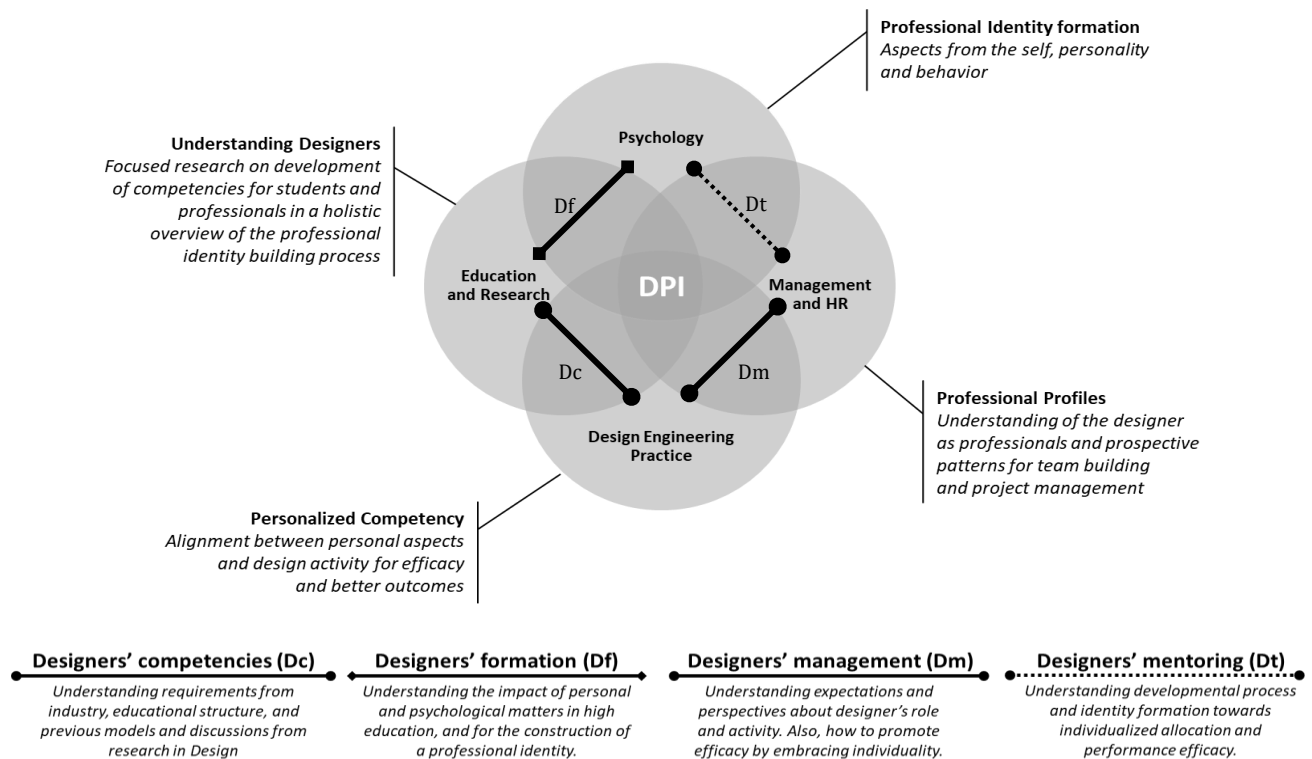 Professional Identity formation
Aspects from the self, personality
and behavior
Understanding Designers
Focused research on development
of competencies for students and
professionals in a holistic
overview of the professional
identity building process
Psychology
Df
Dt
Education
and Research
DPI
Management
and HR
Dc
Dm
Design Engineering
Practice
Professional Profiles
Understanding of the designer
as professionals and prospective
patterns for team building
and project management
Personalized Competency
Alignment between personal aspects
and design activity for efficacy
and better outcomes
Designers’ competencies (Dc)
Understanding requirements from
industry, educational structure, and
previous models and discussions from
research in Design
Designers’ formation (Df)
Understanding the impact of personal
and psychological matters in high
education, and for the construction of
a professional identity.
Designers’ management (Dm)
Understanding expectations and
perspectives about designer’s role
and activity. Also, how to promote
efficacy by embracing individuality.
Designers’ mentoring (Dt)
Understanding developmental process
and identity formation towards
individualized allocation and
performance efficacy.